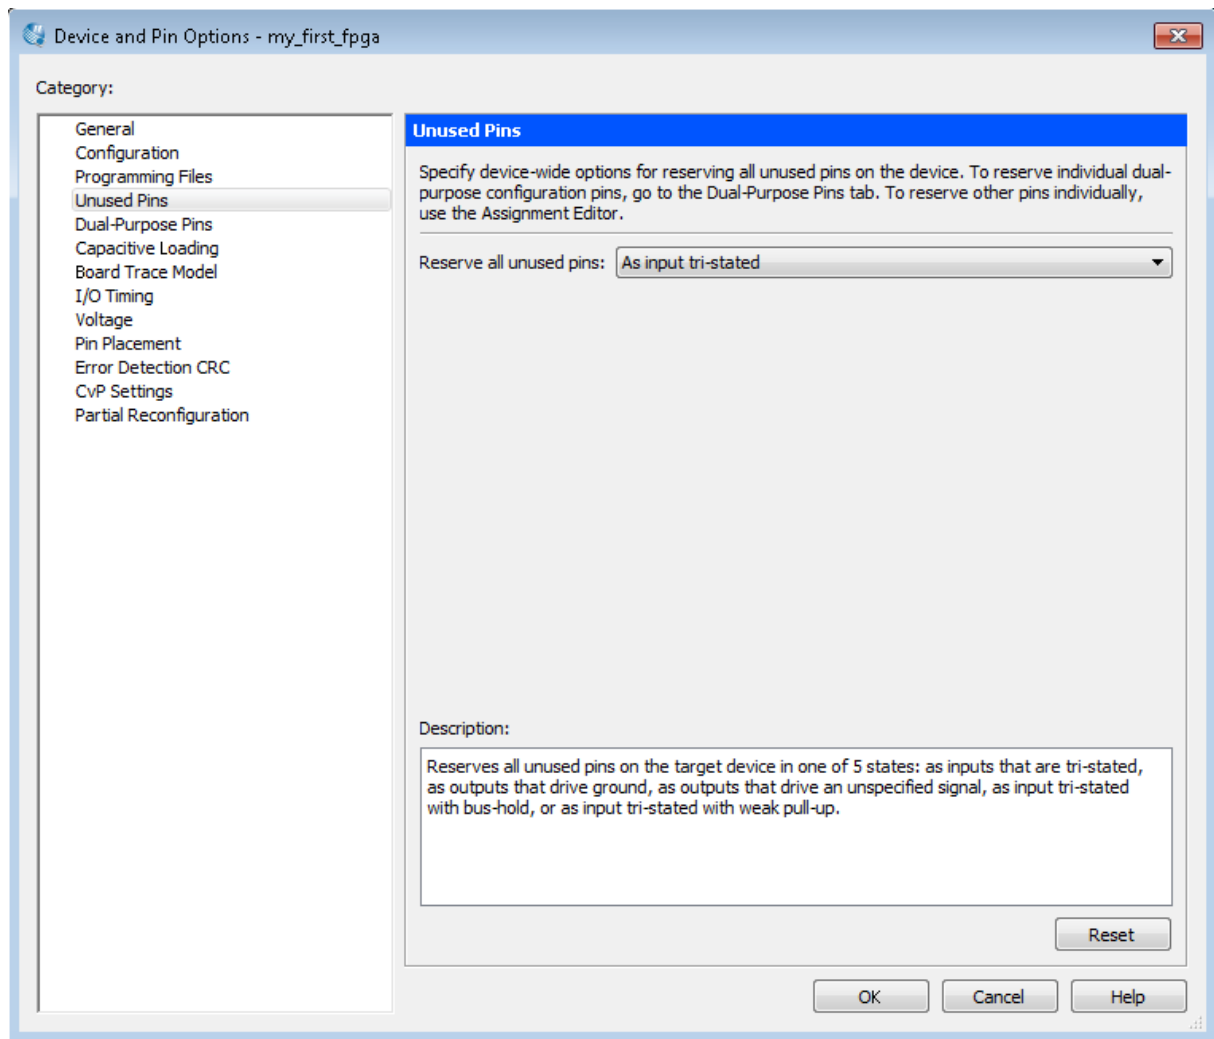 Device and Pin Options - my_first_fpga
Category:
General
Configuration
Programming Files
Unused Pins
Dual-Purpose Pins
Capacitive Loading
Board Trace Model
I/O Timing
Voltage
Pin Placement
Error Detection CRC
CvP Settings
Partial Reconfiguration
Unused Pins
Specify device-wide options for reserving all unused pins on the device. To reserve individual dual-
purpose configuration pins, go to the Dual-Purpose Pins tab. To reserve other pins individually,
use the Assignment Editor.
Reserve all unused pins: As input tri-stated
Description:
Reserves all unused pins on the target device in one of 5 states: as inputs that are tri-stated,
as outputs that drive ground, as outputs that drive an unspecified signal, as input tri-stated
with bus-hold, or as input tri-stated with weak pull-up.
Reset
OK Cancel Help